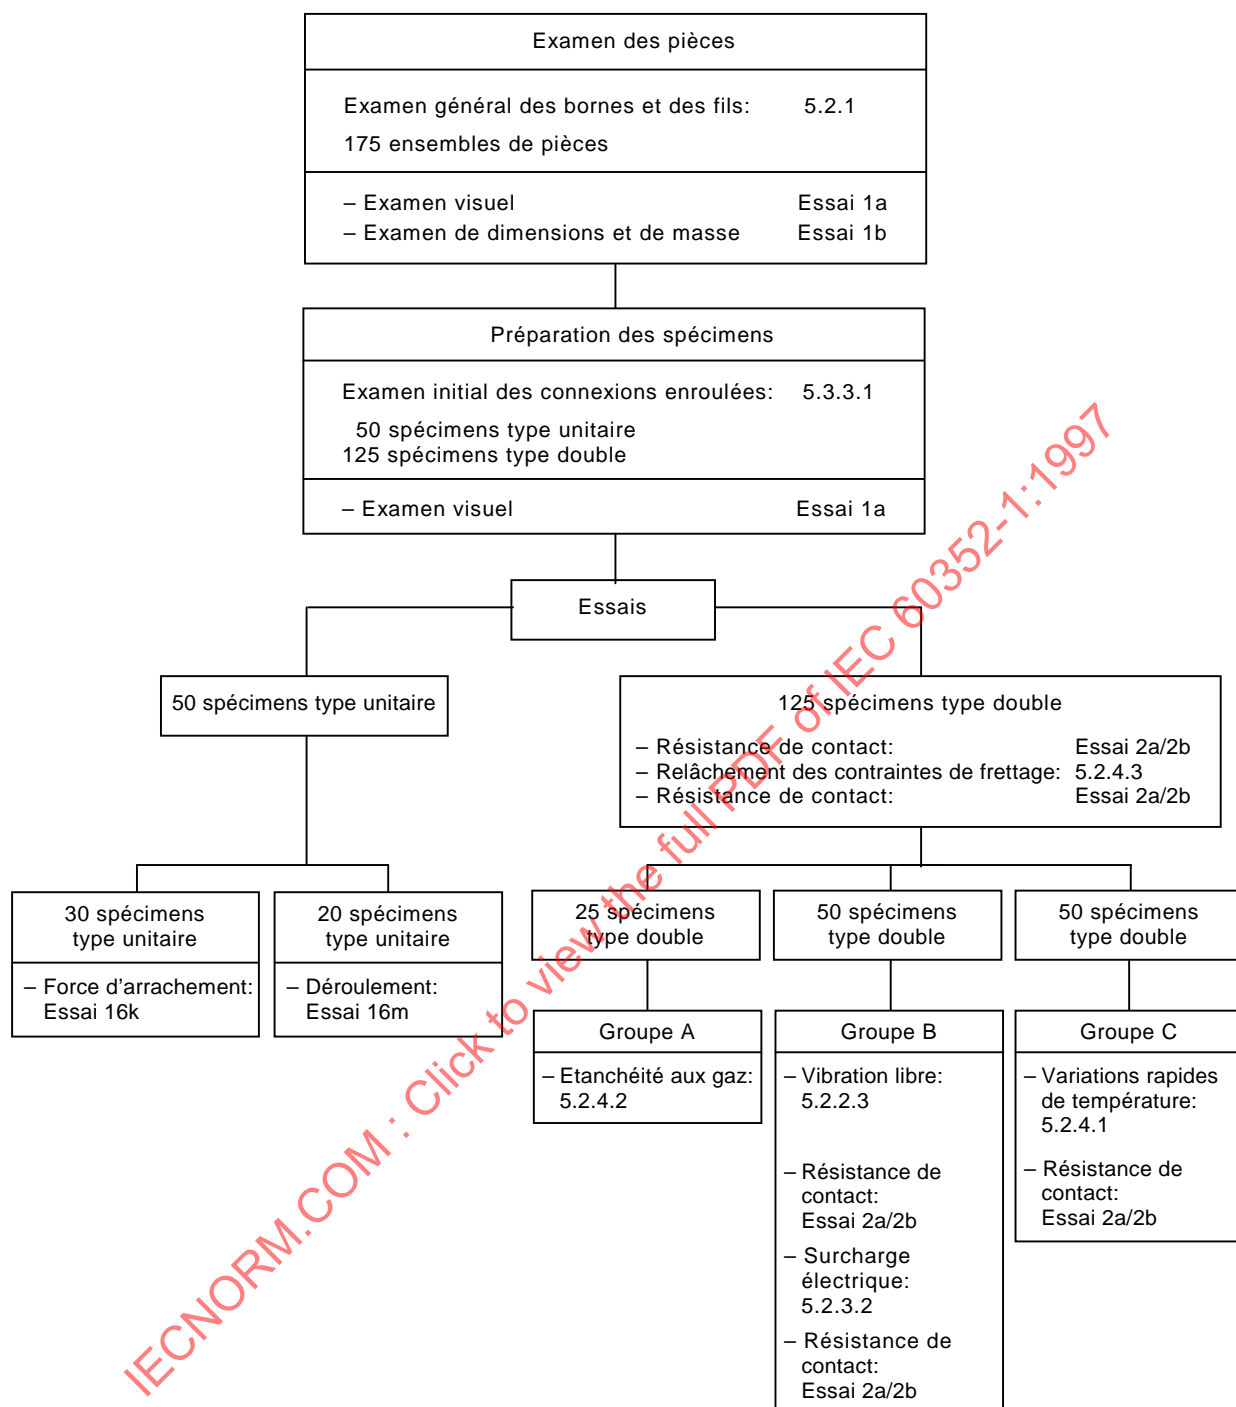 Examen des pièces
Examen général des bornes et des fils: 5.2.1
175 ensembles de pièces
– Examen visuel Essai 1a
– Examen de dimensions et de masse Essai 1b
Préparation des spécimens
Examen initial des connexions enroulées: 5.3.3.1
50 spécimens type unitaire
125 spécimens type double
– Examen visuel Essai 1a
Essais
50 spécimens type unitaire
125 spécimens type double
– Résistance de contact: Essai 2a/2b
– Relâchement des contraintes de frettage: 5.2.4.3
– Résistance de contact: Essai 2a/2b
30 spécimens
type unitaire
– Force d'arrachement:
Essai 16k
20 spécimens
type unitaire
– Déroulement:
Essai 16m
25 spécimens
type double
Groupe A
– Etanchéité aux gaz:
5.2.4.2
50 spécimens
type double
Groupe B
– Vibration libre:
5.2.2.3
– Résistance de
contact:
Essai 2a/2b
– Surcharge
électrique:
5.2.3.2
– Résistance de
contact:
Essai 2a/2b
50 spécimens
type double
Groupe C
– Variations rapides
de température:
5.2.4.1
– Résistance de
contact:
Essai 2a/2b
IECNORM.COM : Click to view the full PDF of IEC 60352-1:1997